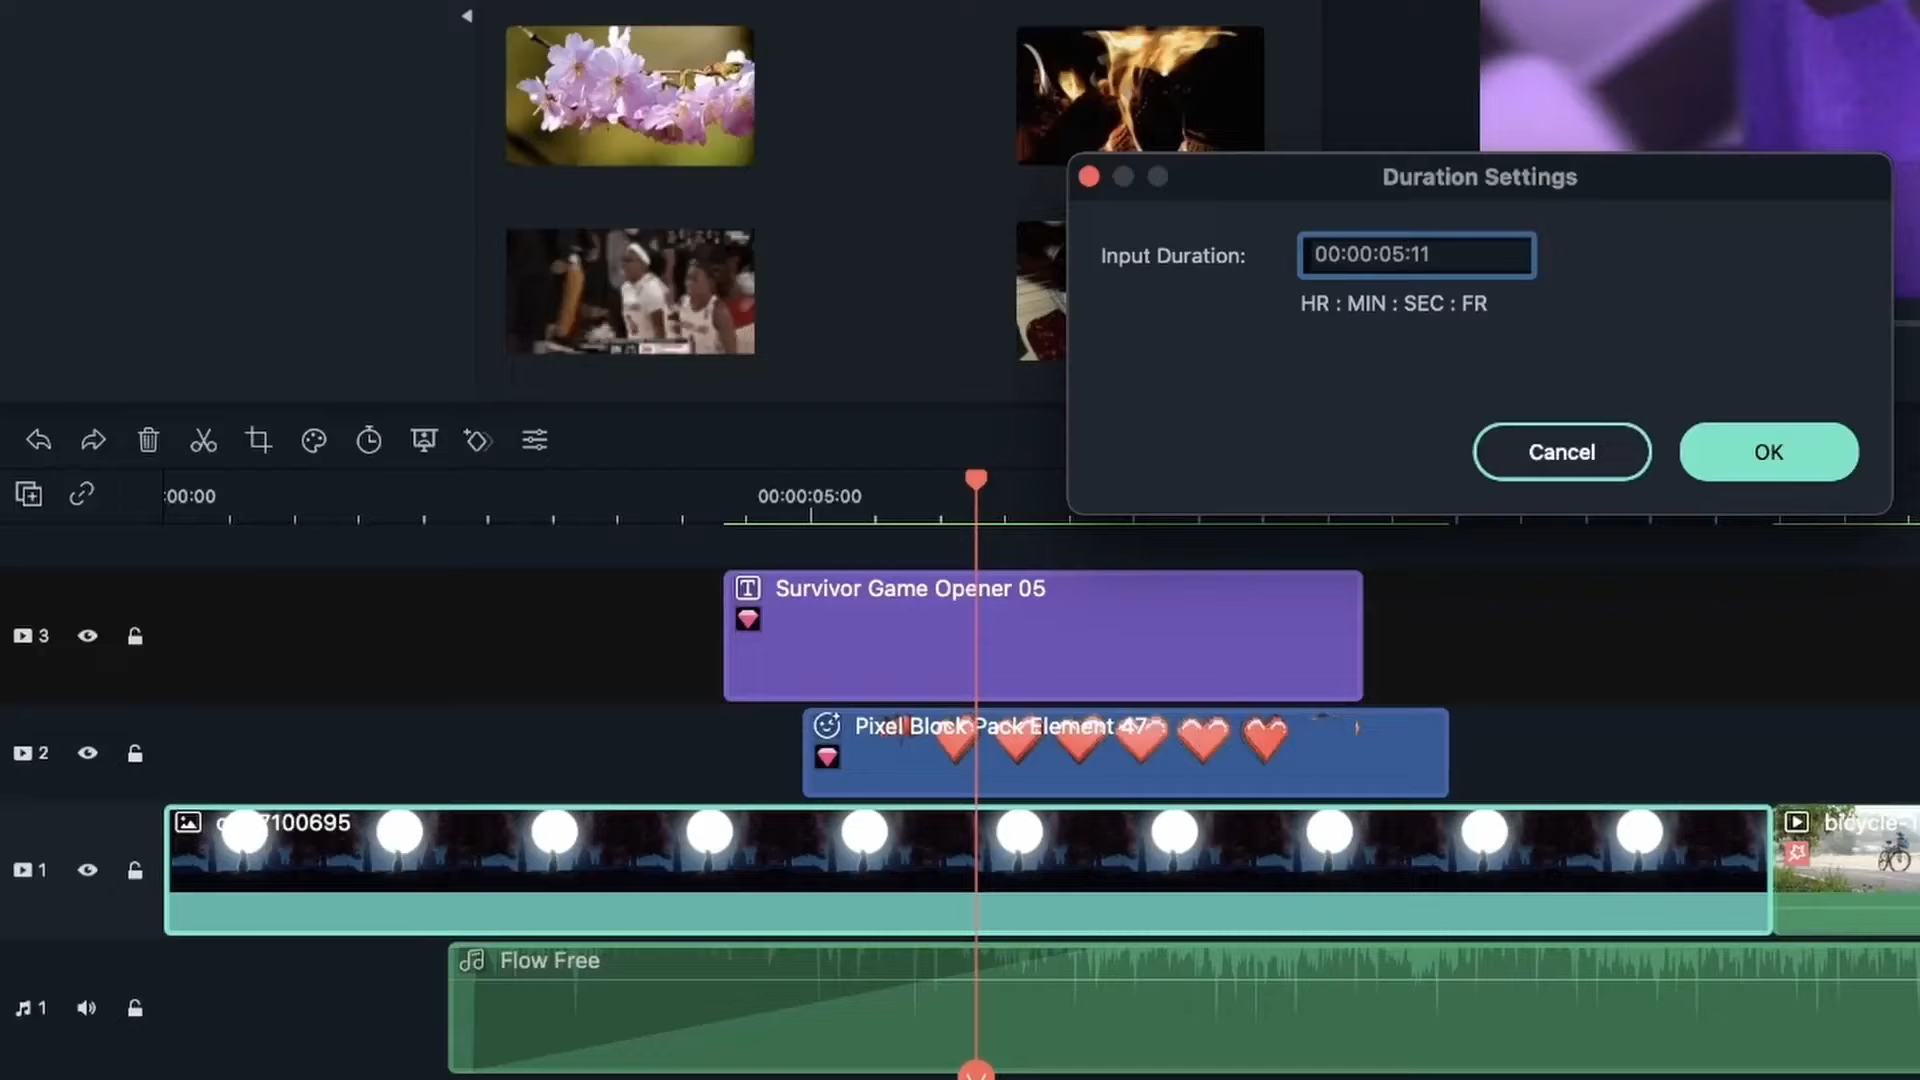 Duration Settings
Input Duration:
00:00:05:11
HR : MIN : SEC : FR
Cancel
OK
:00:00
00:00:05:00
Survivor Game Opener 05
3
Pixel Block Pack Element 47
2
7100695
bicycle-
1
Flow Free
1